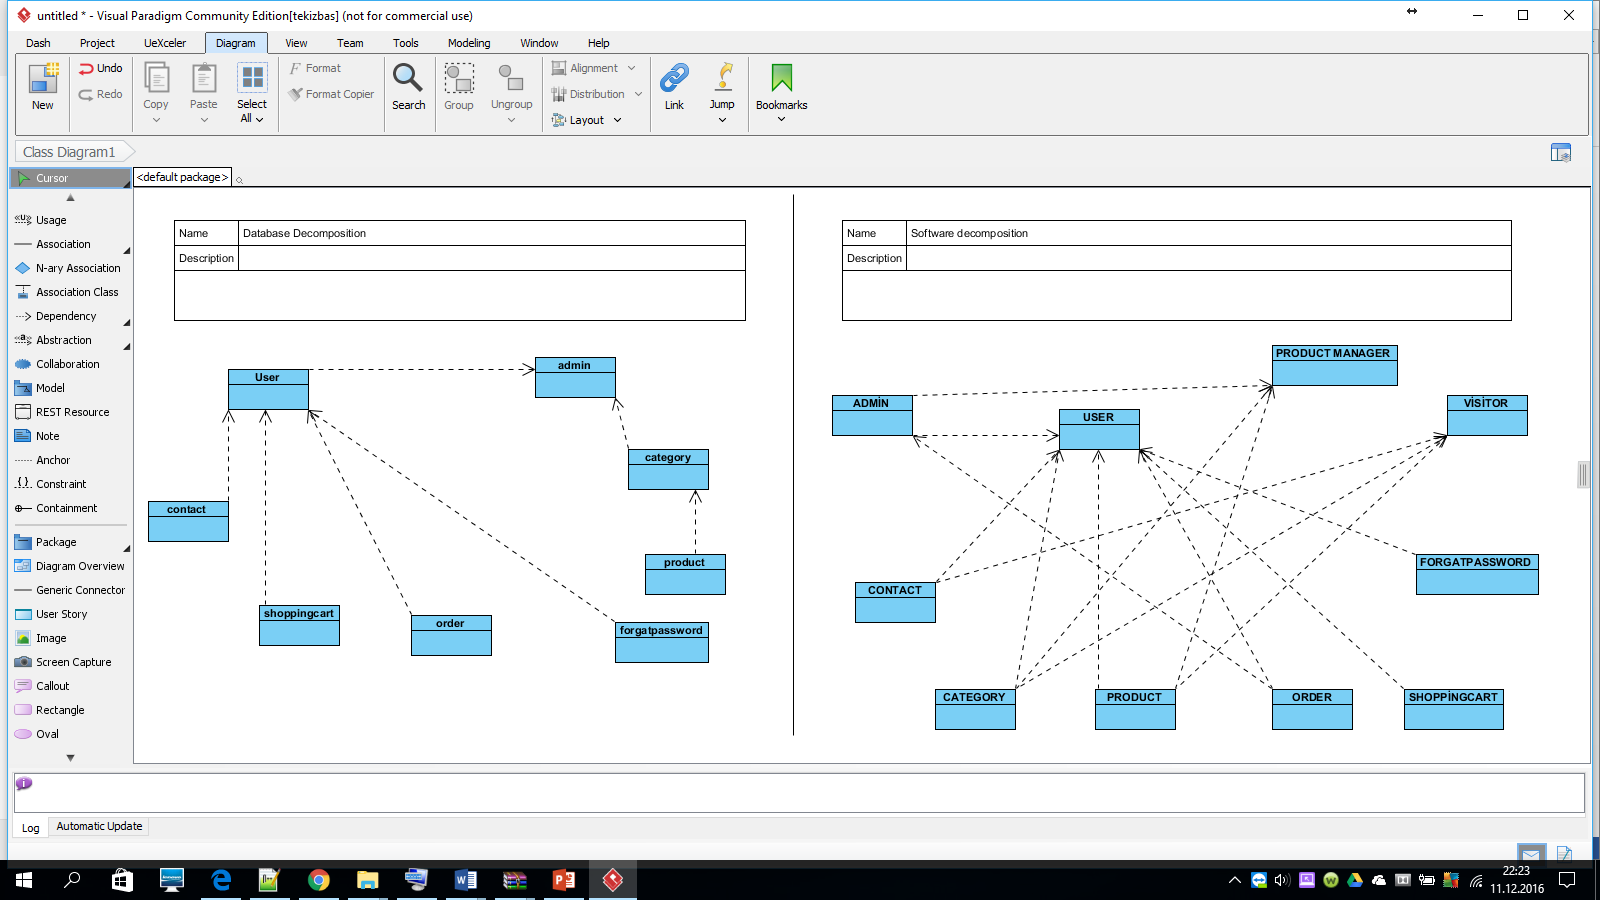 untitled * - Visual Paradigm Community Edition[tekizbas] (not for commercial use)
Dash Project UeXceler Diagram View Team Tools Modeling Window Help
New Undo Redo Copy Paste Select All Format Format Copier Search Group Ungroup Alignment Distribution Layout Link Jump Bookmarks
Class Diagram1
Cursor
<default package>
Usage
Association
N-ary Association
Association Class
Dependency
Abstraction
Collaboration
Model
REST Resource
Note
Anchor
Constraint
Containment
Package
Diagram Overview
Generic Connector
User Story
Image
Screen Capture
Callout
Rectangle
Oval
Name Database Decomposition
Description
User
admin
category
contact
product
shoppingcart
order
forgatpassword
Name Software decomposition
Description
PRODUCT MANAGER
ADMİN
USER
VİSİTOR
FORGATPASSWORD
CONTACT
CATEGORY
PRODUCT
ORDER
SHOPPİNGCART
Log Automatic Update
22:23
11.12.2016